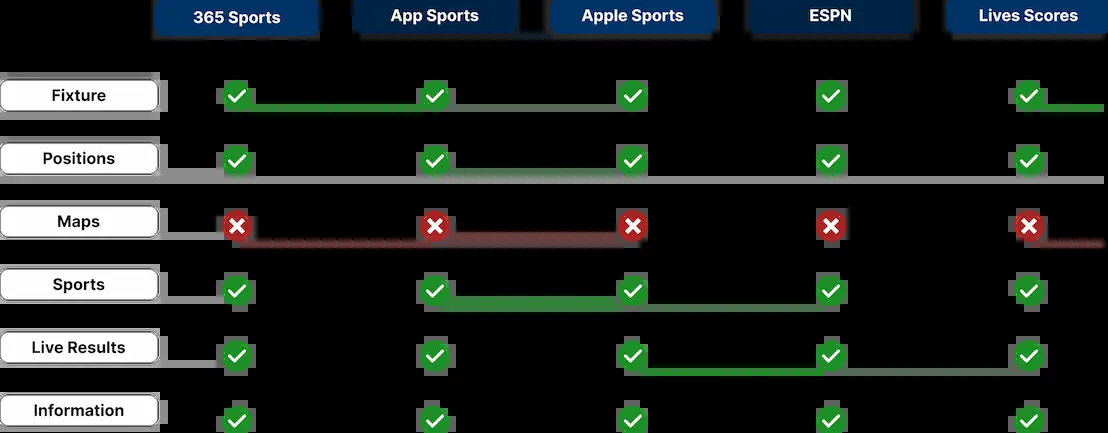 365 Sports App Sports Apple Sports ESPN Lives Scores
Fixture
Positions
Maps
Sports
Live Results
Information